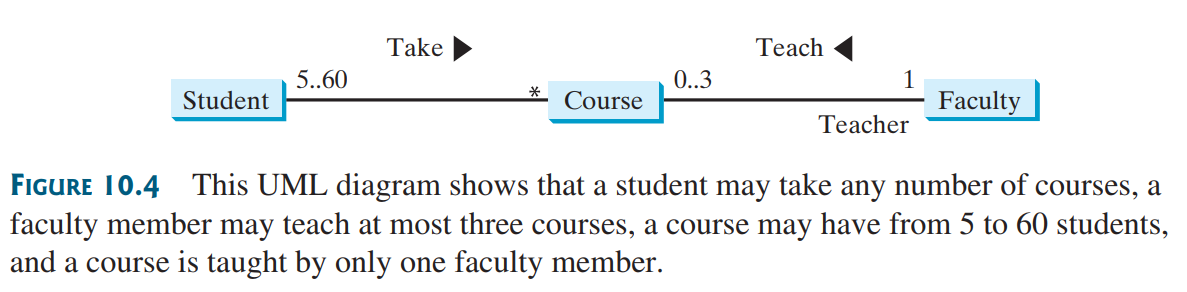 Take ▶ Teach ◀
5..60 0..3 1
Student * Course Faculty
Teacher
FIGURE 10.4 This UML diagram shows that a student may take any number of courses, a
faculty member may teach at most three courses, a course may have from 5 to 60 students,
and a course is taught by only one faculty member.